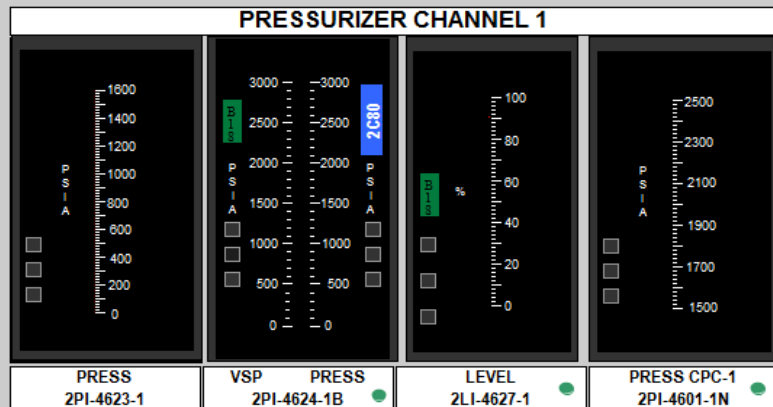 PRESSURIZER CHANNEL 1
1600
1400
1200
1000
800
600
400
200
0
PSIA
3000
2500
2000
1500
1000
500
0
3000
2500
2000
1500
1000
500
0
B1S
PSIA
2C80
PSIA
100
80
60
40
20
0
B1S
%
2500
2300
2100
1900
1700
1500
PSIA
PRESS
2PI-4623-1
VSP PRESS
2PI-4624-1B
LEVEL
2LI-4627-1
PRESS CPC-1
2PI-4601-1N